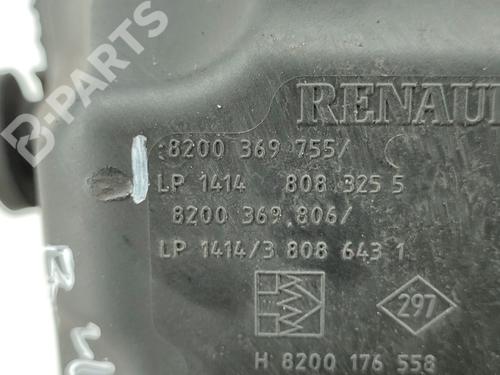 B-PARTS
RENAUL
8200 369 755/
LP 1414 808 325 5
8200 369 806/
LP 1414/3 808 643 1
297
H 8200 176 558